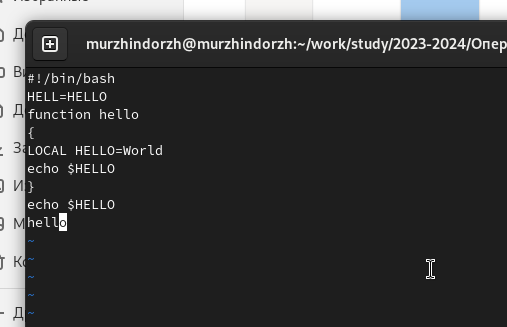 Избранные
murzhindorzh@murzhindorzh:~/work/study/2023-2024/Опер
#!/bin/bash
HELL=HELLO
function hello
{
LOCAL HELLO=World
echo $HELLO
}
echo $HELLO
hello
~
~
~
~
~